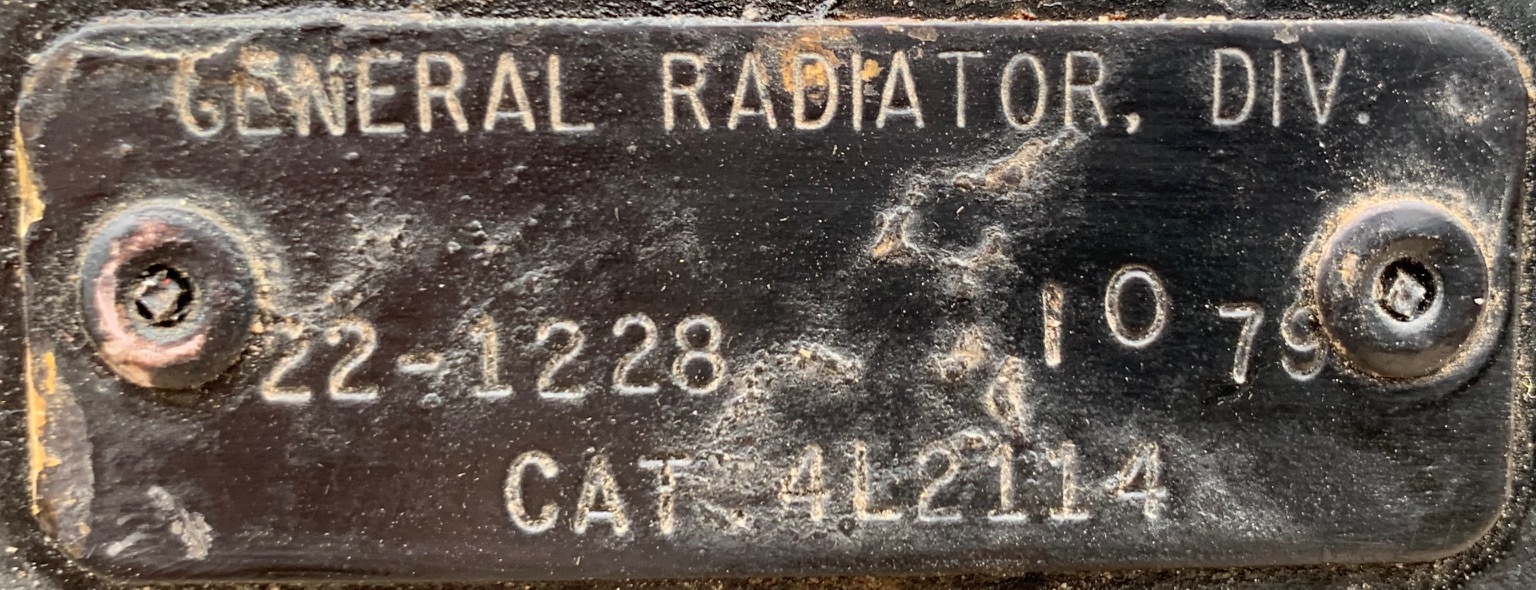 GENERAL RADIATOR, DIV.
22-1228 10 79
CAT. 4L2114